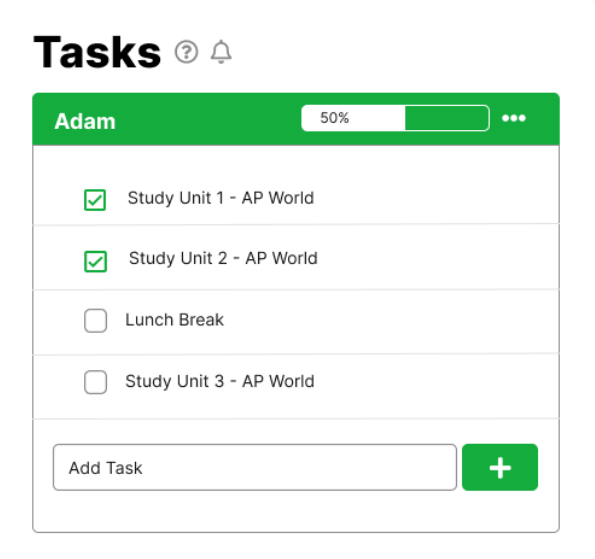 Tasks
Adam 50%
Study Unit 1 - AP World
Study Unit 2 - AP World
Lunch Break
Study Unit 3 - AP World
Add Task